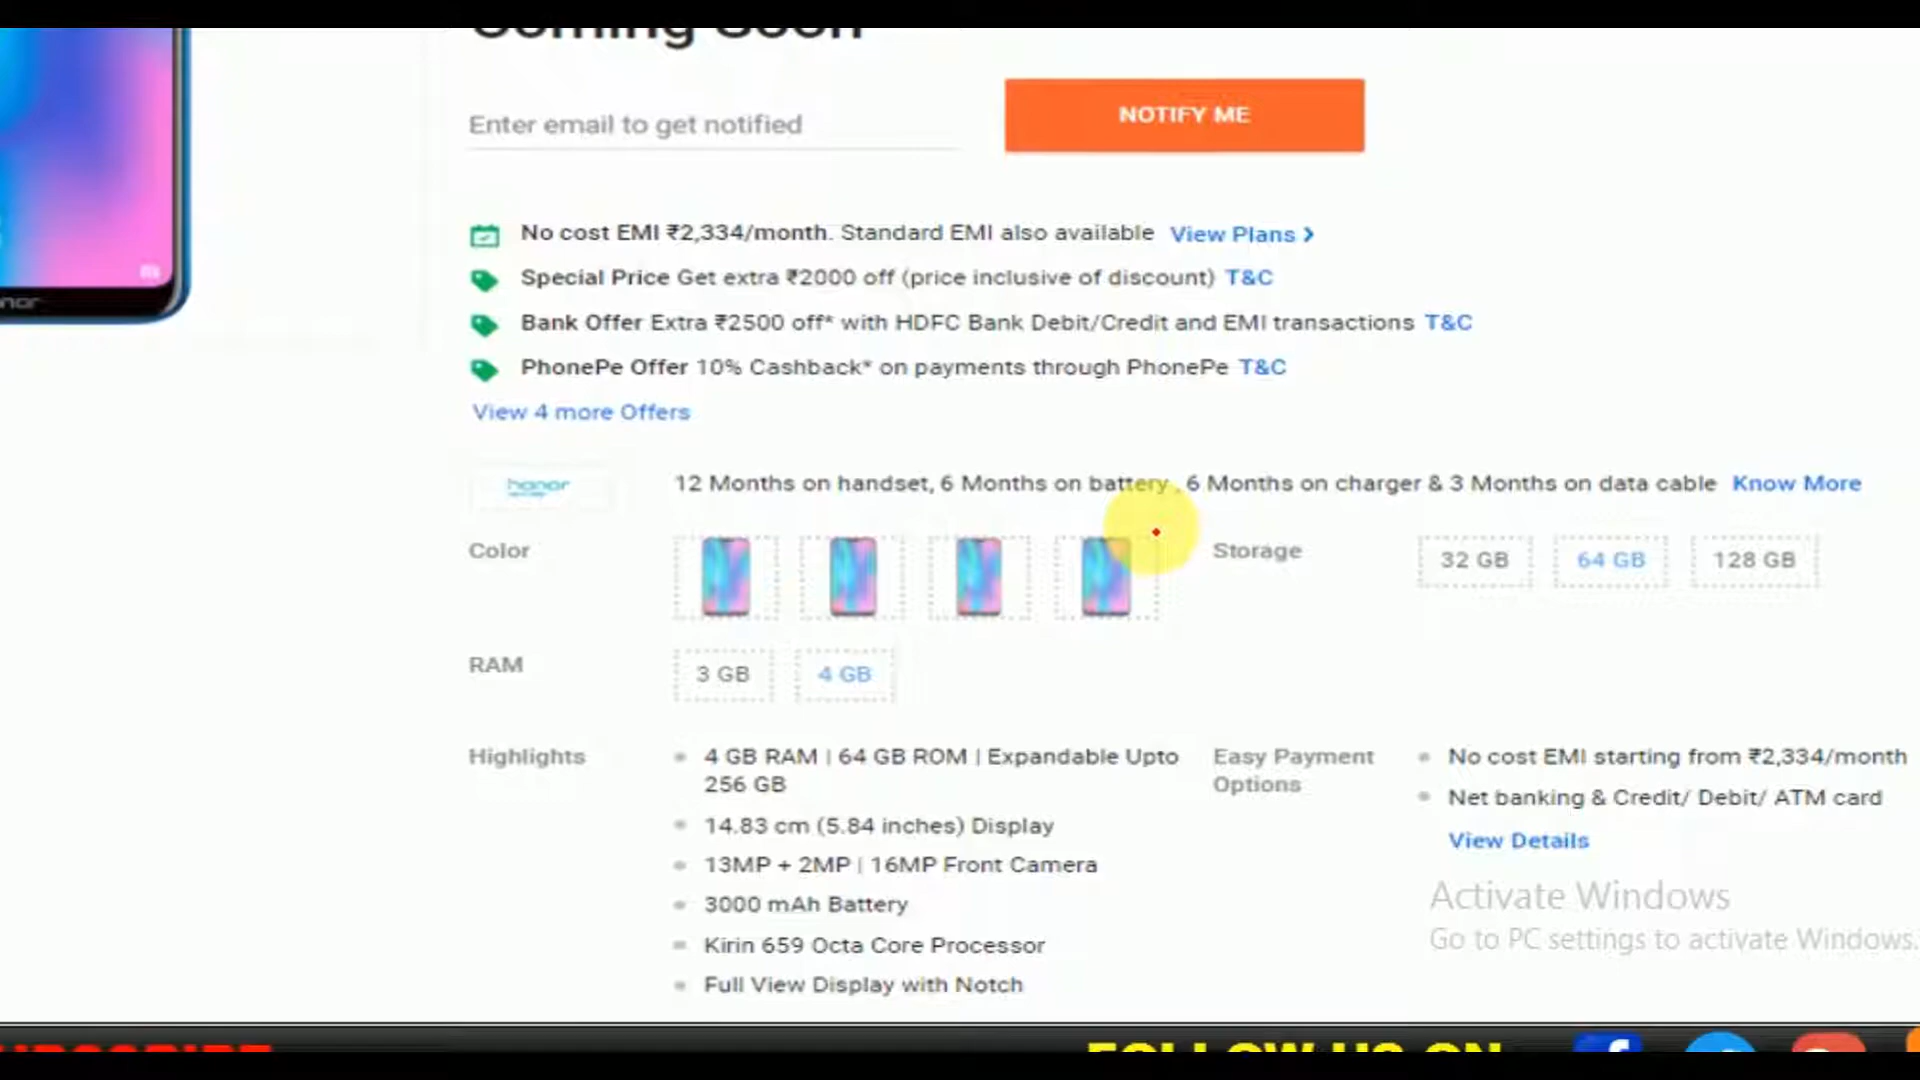 Coming Soon
Enter email to get notified
NOTIFY ME
No cost EMI ₹2,334/month. Standard EMI also available View Plans >
Special Price Get extra ₹2000 off (price inclusive of discount) T&C
Bank Offer Extra ₹2500 off* with HDFC Bank Debit/Credit and EMI transactions T&C
PhonePe Offer 10% Cashback* on payments through PhonePe T&C
View 4 more Offers
honor
12 Months on handset, 6 Months on battery , 6 Months on charger & 3 Months on data cable Know More
Color
Storage
32 GB
64 GB
128 GB
RAM
3 GB
4 GB
Highlights
4 GB RAM | 64 GB ROM | Expandable Upto
256 GB
14.83 cm (5.84 inches) Display
13MP + 2MP | 16MP Front Camera
3000 mAh Battery
Kirin 659 Octa Core Processor
Full View Display with Notch
Easy Payment
Options
No cost EMI starting from ₹2,334/month
Net banking & Credit/ Debit/ ATM card
View Details
Activate Windows
Go to PC settings to activate Windows.
SUBSCRIBE
FOLLOW US ON